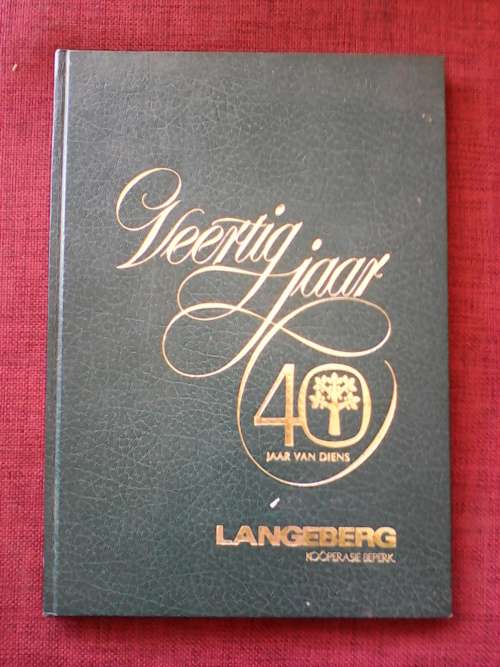 Veertig
jaar
40
JAAR VAN DIENS
LANGEBERG
KOÖPERASIE BEPERK